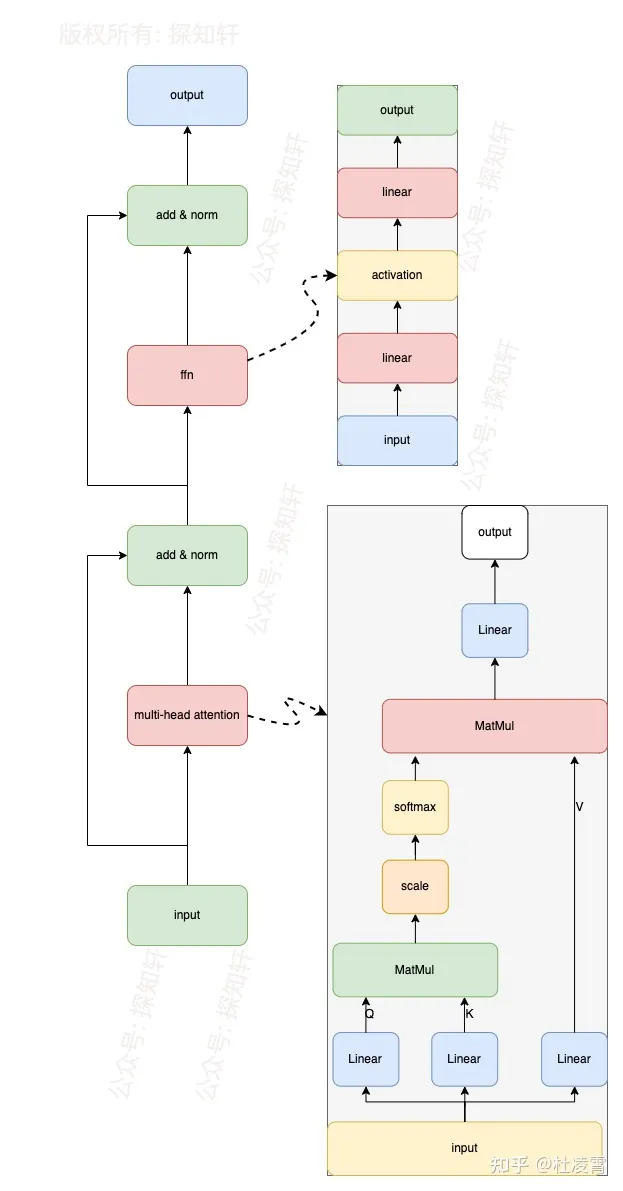 版权所有: 探知轩
output
add & norm
ffn
add & norm
multi-head attention
input
output
linear
activation
linear
input
output
Linear
MatMul
softmax
V
scale
MatMul
Q
K
Linear
Linear
Linear
input
公众号: 探知轩
公众号: 探知轩
公众号: 探知轩
公众号: 探知轩
公众号: 探知轩
公众号: 探知轩
知乎 @杜凌霄